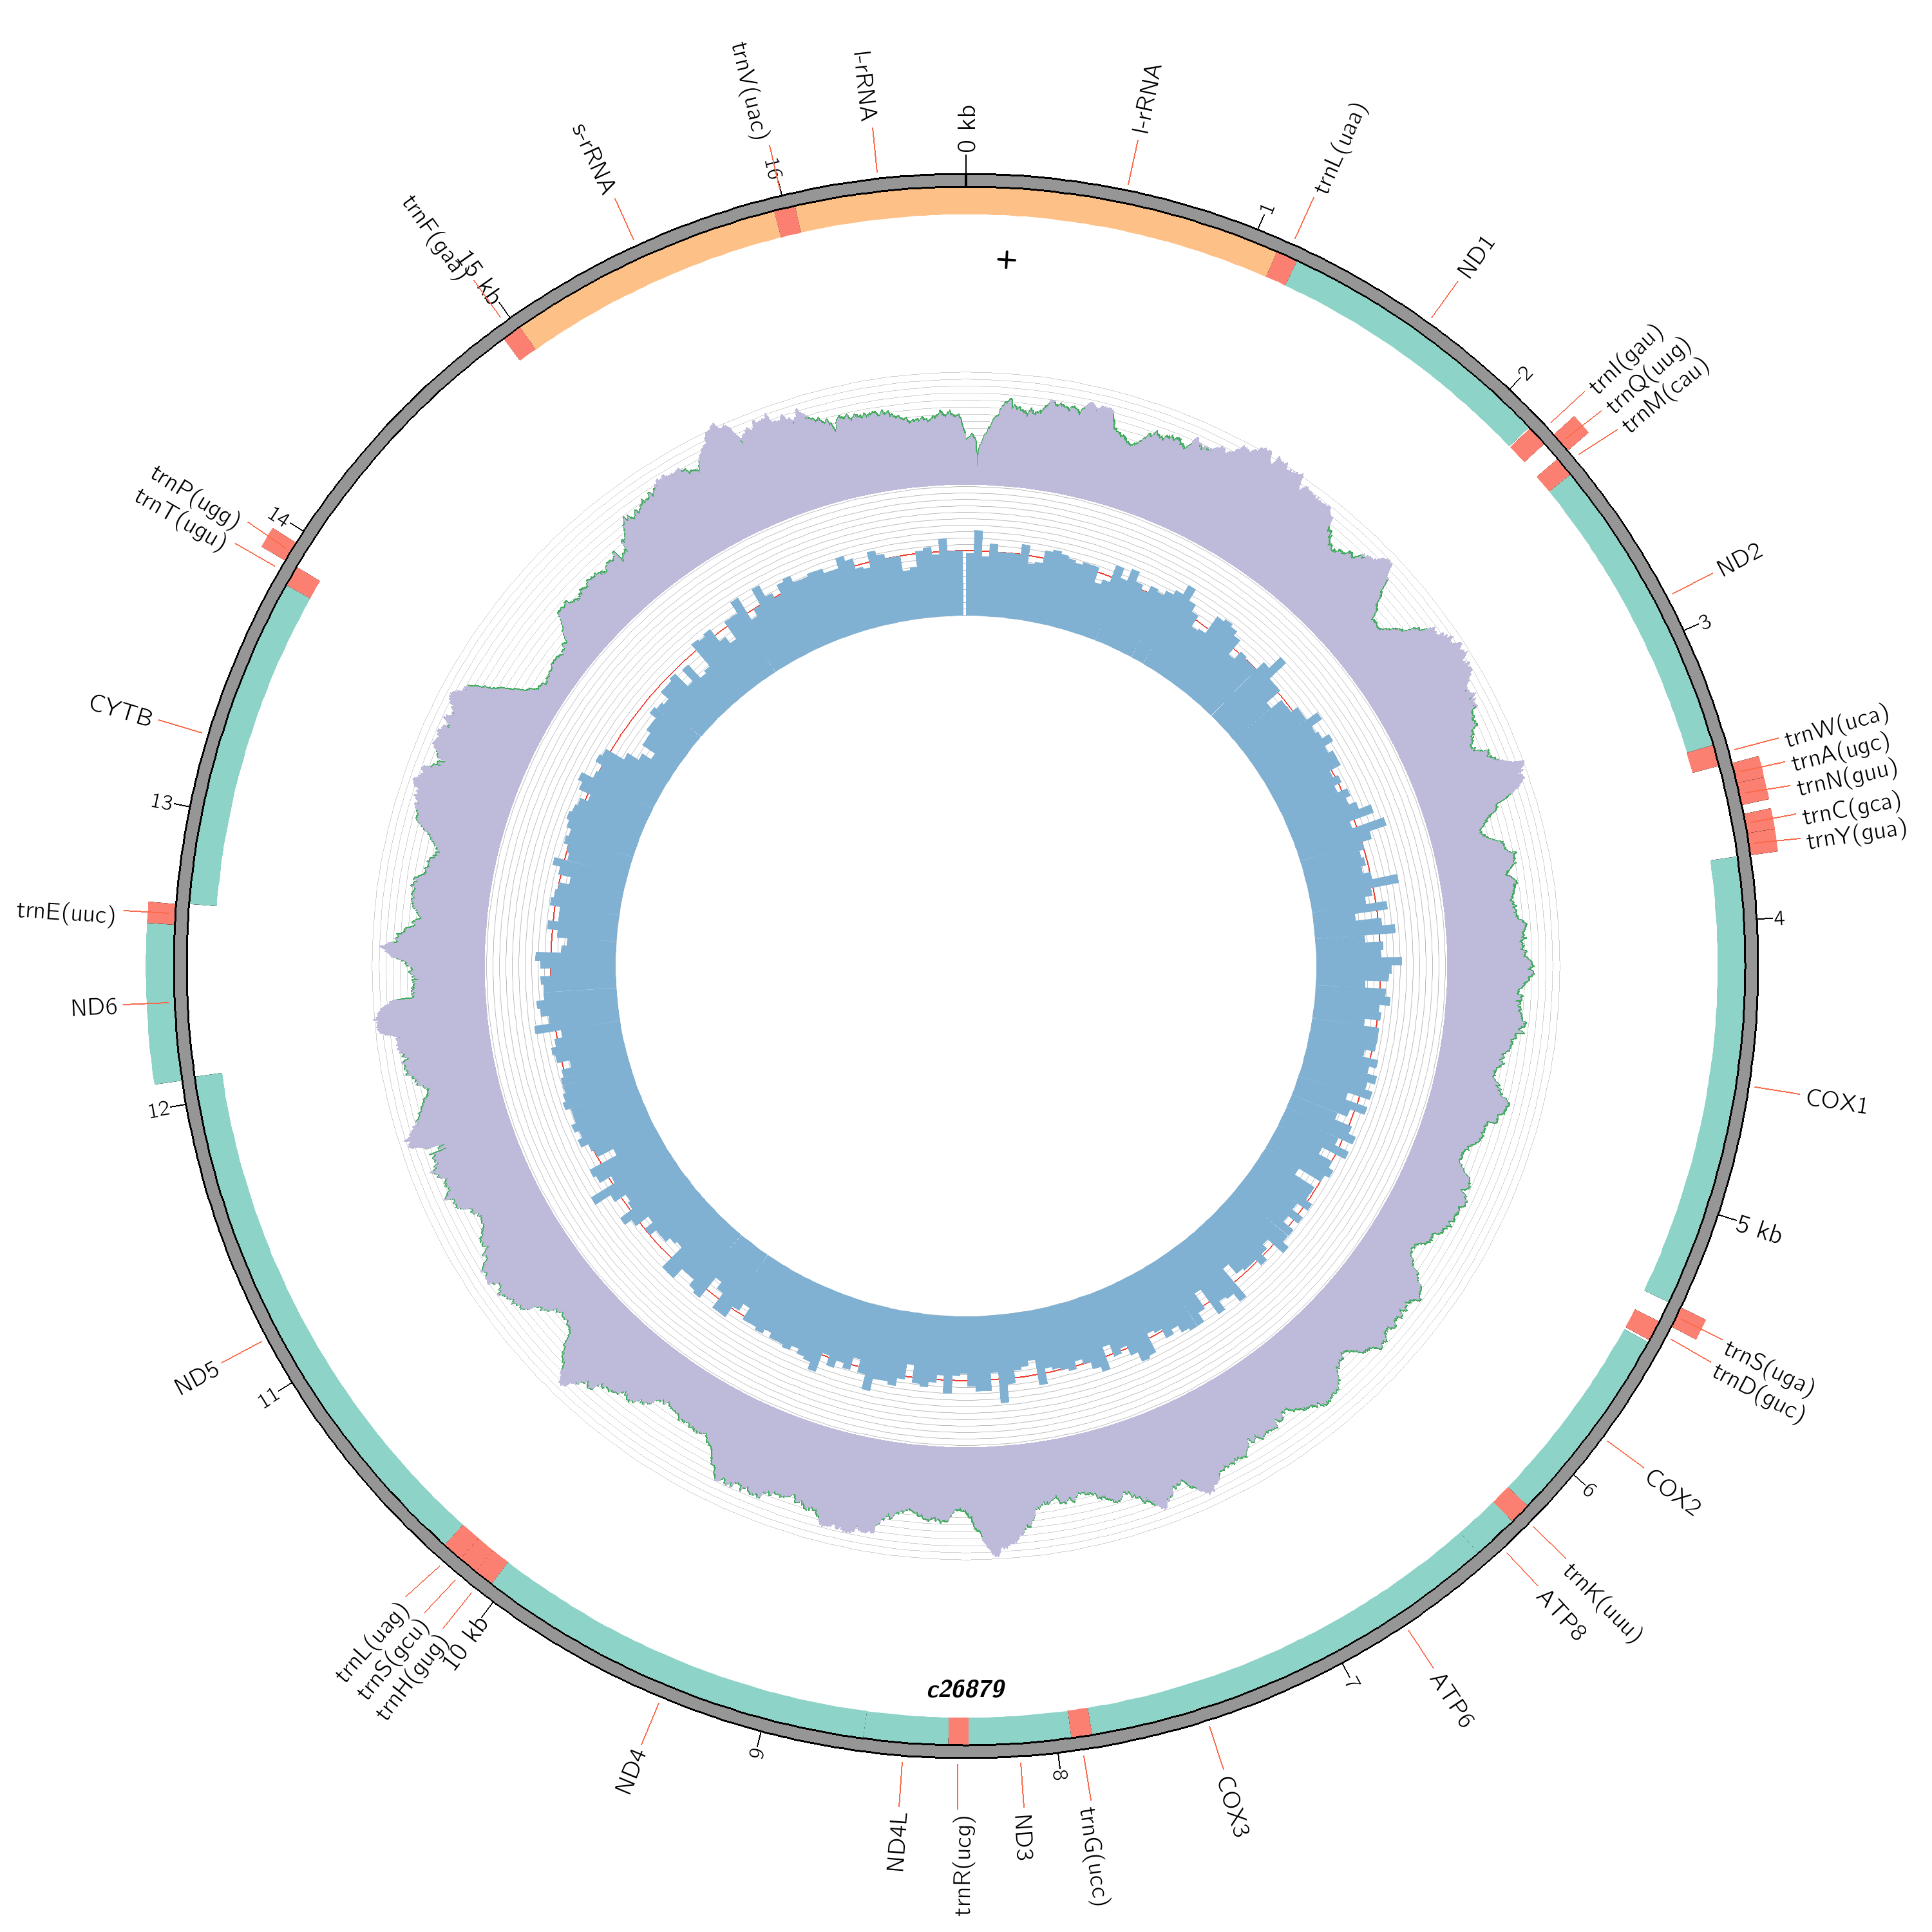 0 kb
l-rRNA
1
trnL(uaa)
ND1
2
trnI(gau)
trnQ(uug)
trnM(cau)
ND2
3
trnW(uca)
trnA(ugc)
trnN(guu)
trnC(gca)
trnY(gua)
4
COX1
5 kb
trnS(uga)
trnD(guc)
COX2
6
trnK(uuu)
ATP8
ATP6
7
COX3
trnG(ucc)
8
ND3
trnR(ucg)
ND4L
9
ND4
10 kb
trnH(gug)
trnS(gcu)
trnL(uag)
11
ND5
12
ND6
trnE(uuc)
13
CYTB
trnT(ugu)
trnP(ugg)
14
15 kb
trnF(gaa)
s-rRNA
16
trnV(uac)
l-rRNA
+
c26879